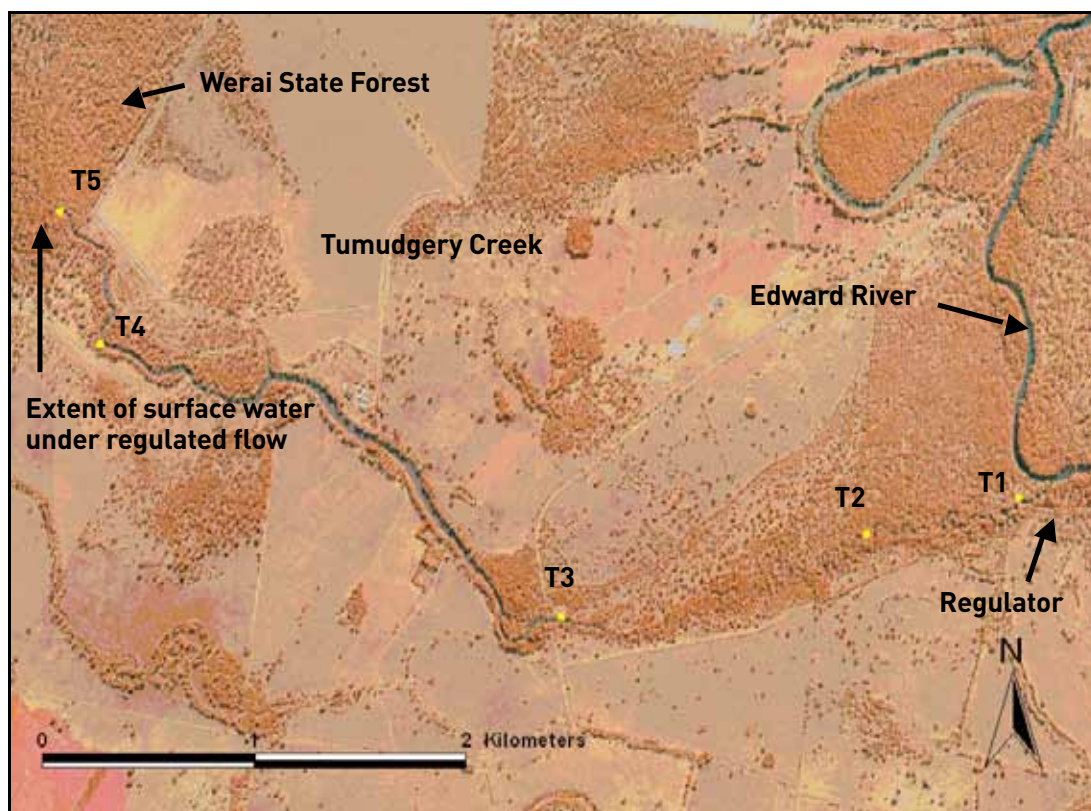 Werai State Forest
T5
Tumudgery Creek
Edward River
T4
Extent of surface water
under regulated flow
T1
T2
T3
Regulator
N
0 1 2 Kilometers